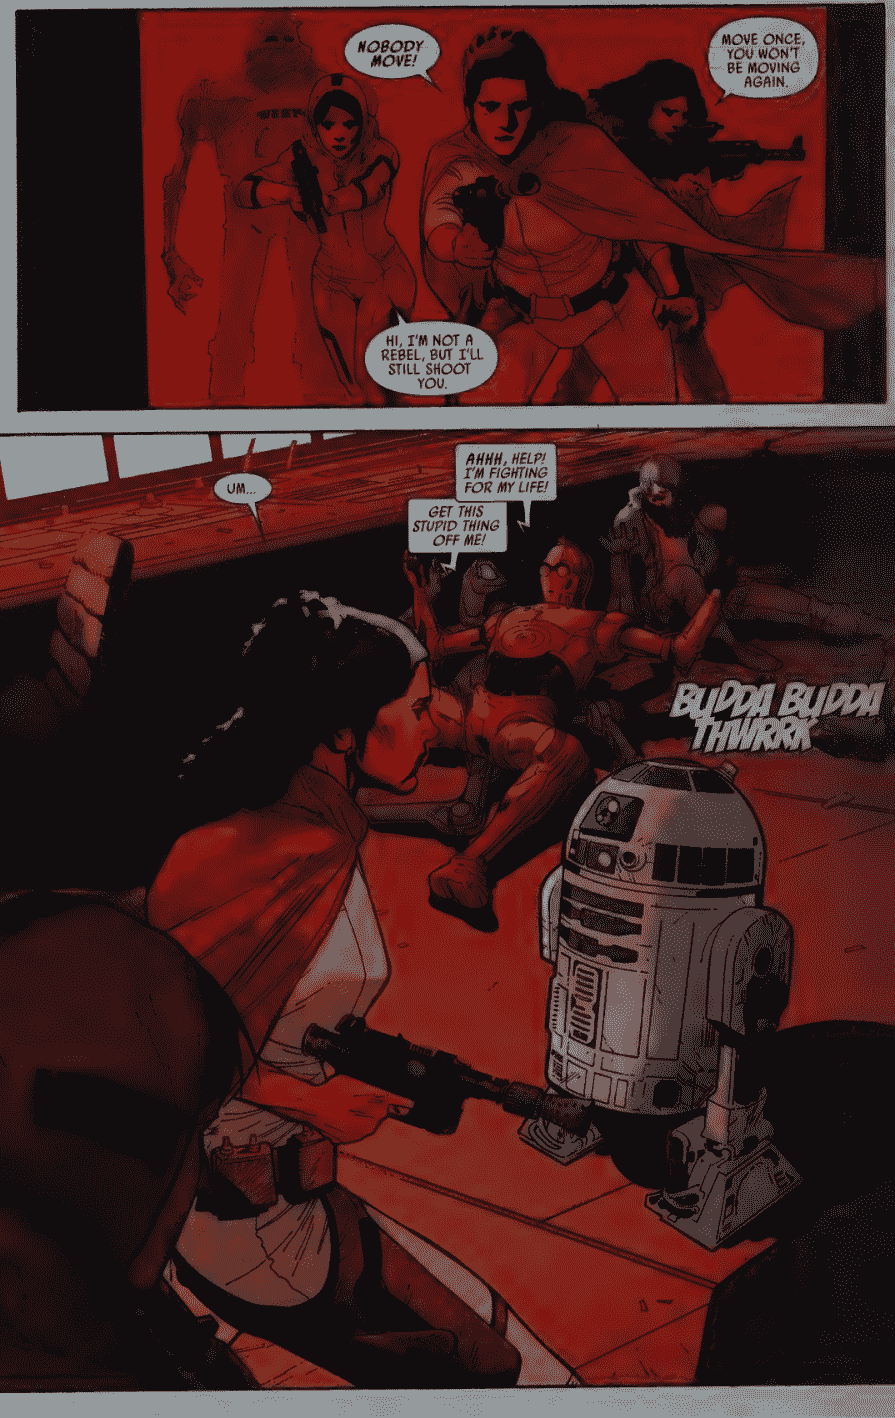 NOBODY
MOVE!
MOVE ONCE,
YOU WON'T
BE MOVING
AGAIN.
HI, I'M NOT A
REBEL, BUT I'LL
STILL SHOOT
YOU.
UM...
AHHH, HELP!
I'M FIGHTING
FOR MY LIFE!
GET THIS
STUPID THING
OFF ME!
BUDDA BUDDA
THWRRK